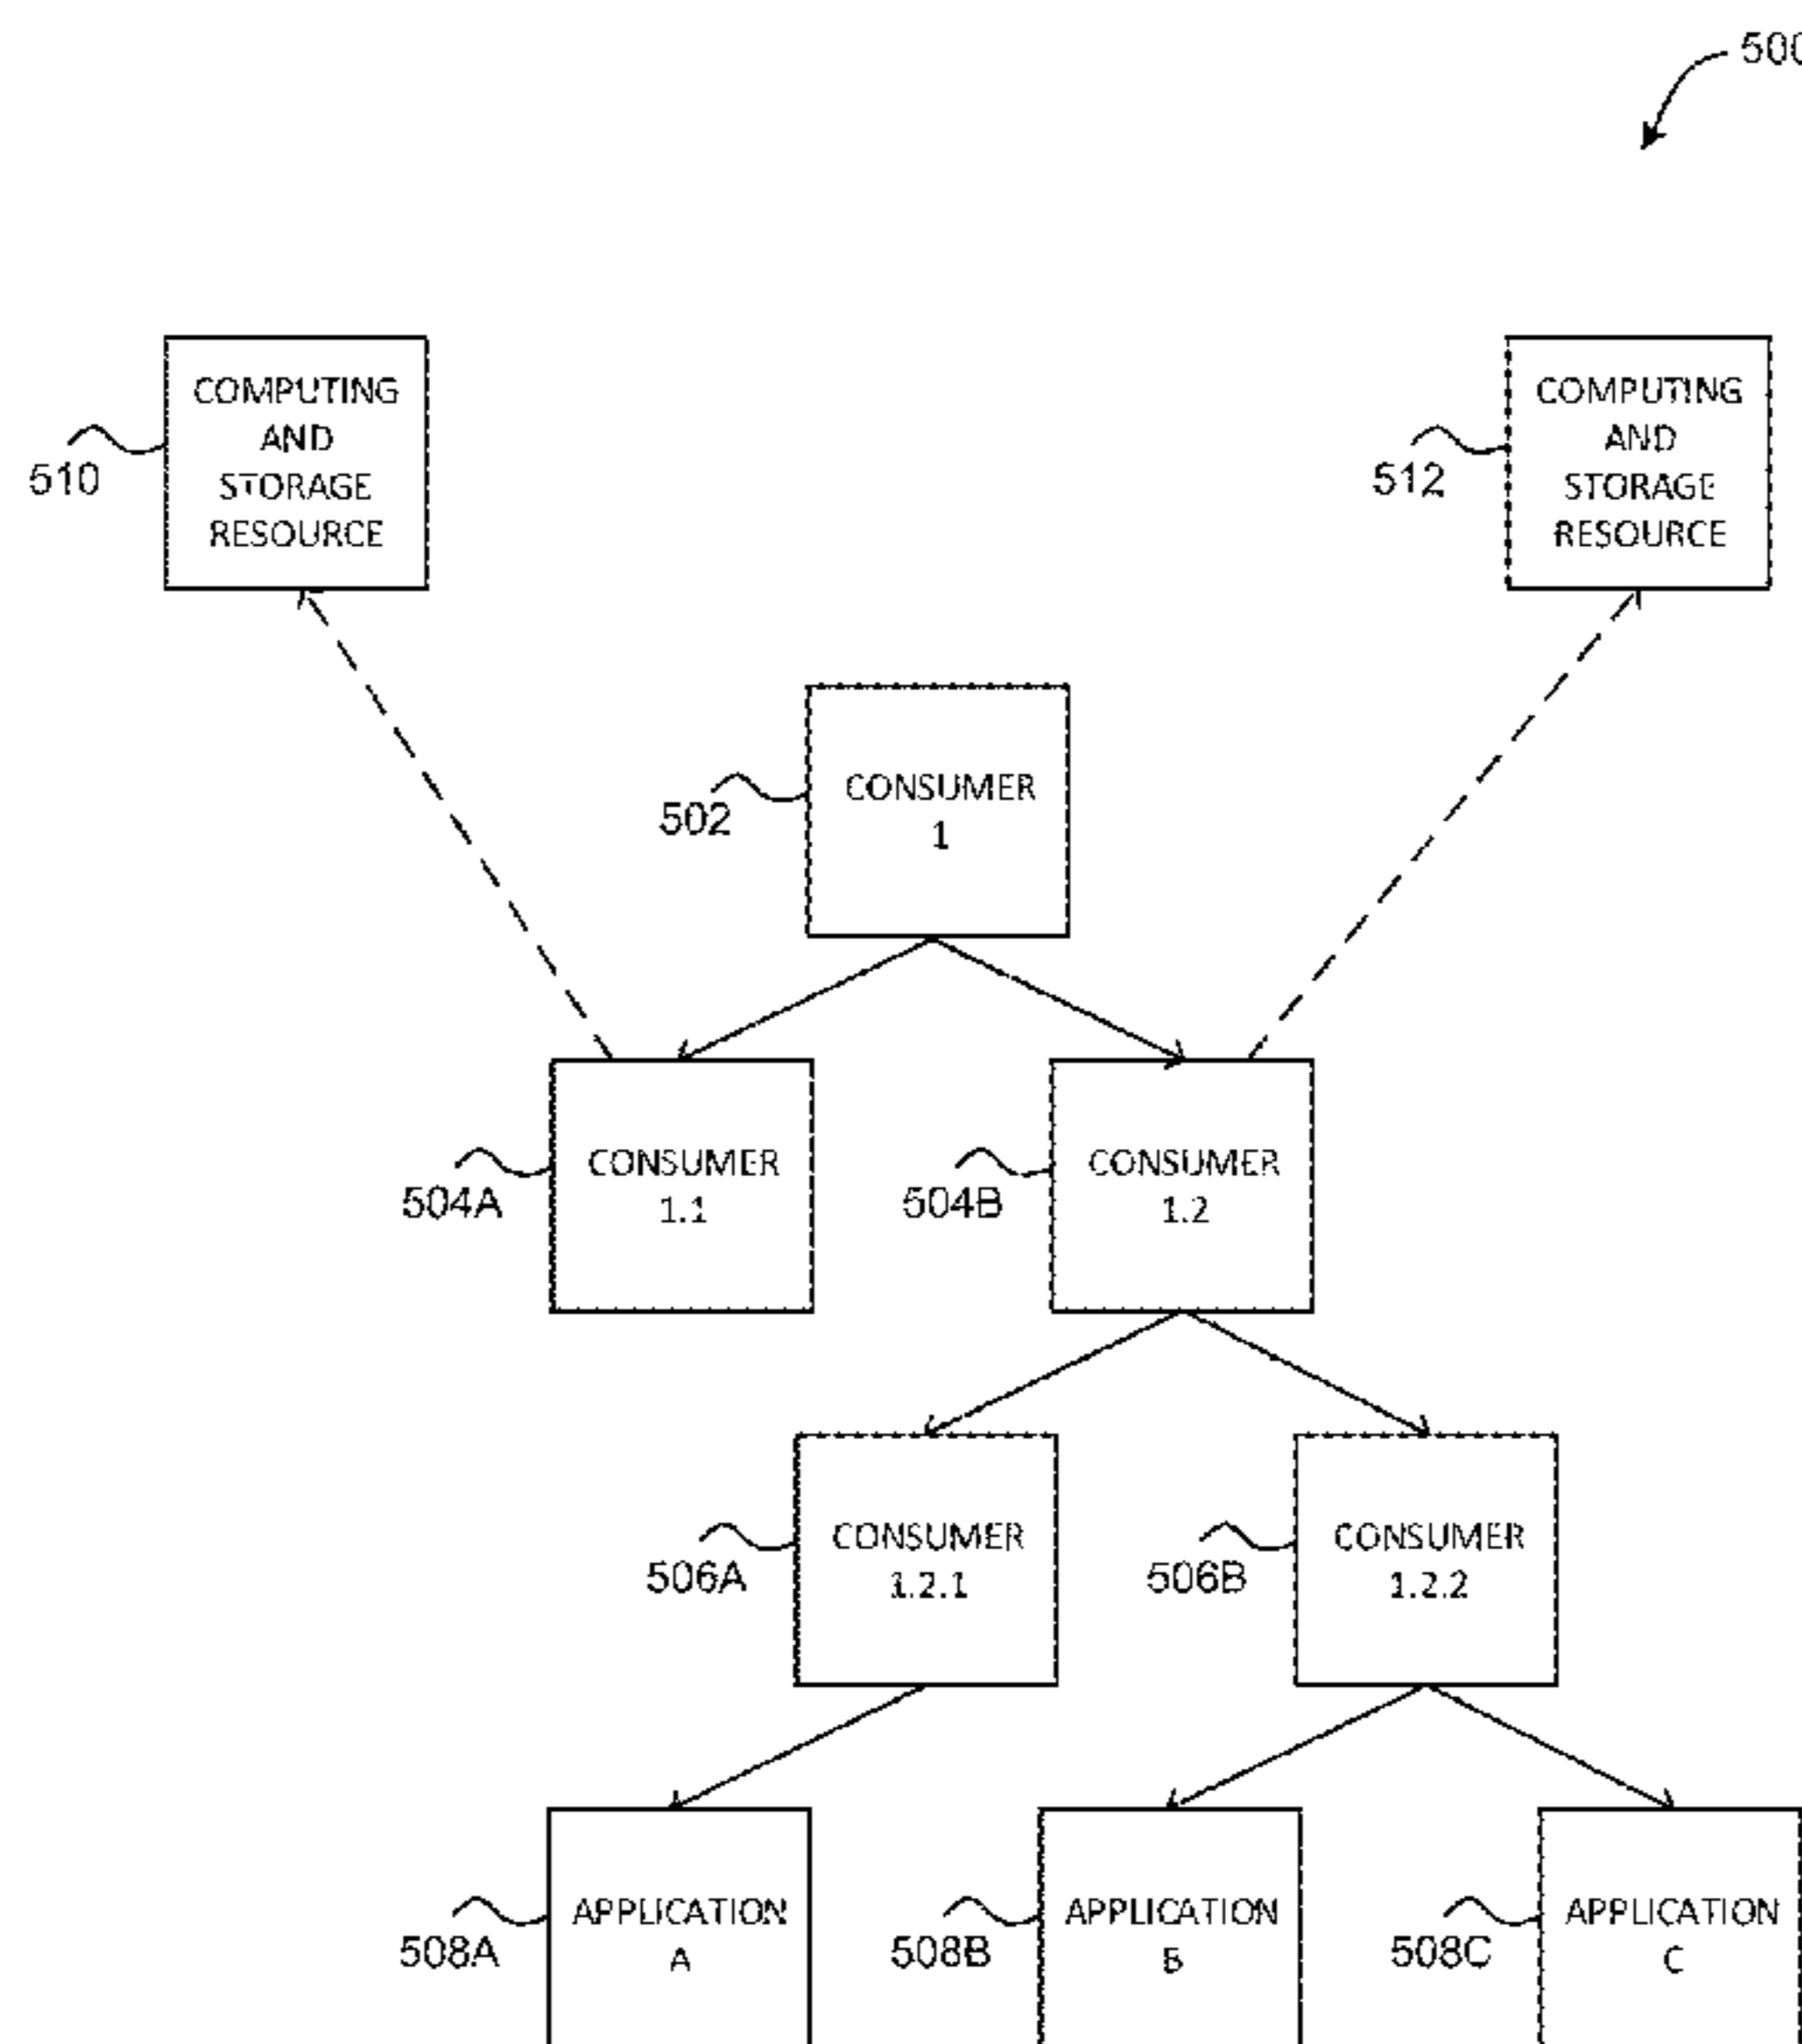 500
COMPUTING
AND
STORAGE
RESOURCE
510
COMPUTING
AND
STORAGE
RESOURCE
512
CONSUMER
1
502
CONSUMER
1.1
504A
CONSUMER
1.2
504B
CONSUMER
1.2.1
506A
CONSUMER
1.2.2
506B
APPLICATION
A
508A
APPLICATION
B
508B
APPLICATION
C
508C